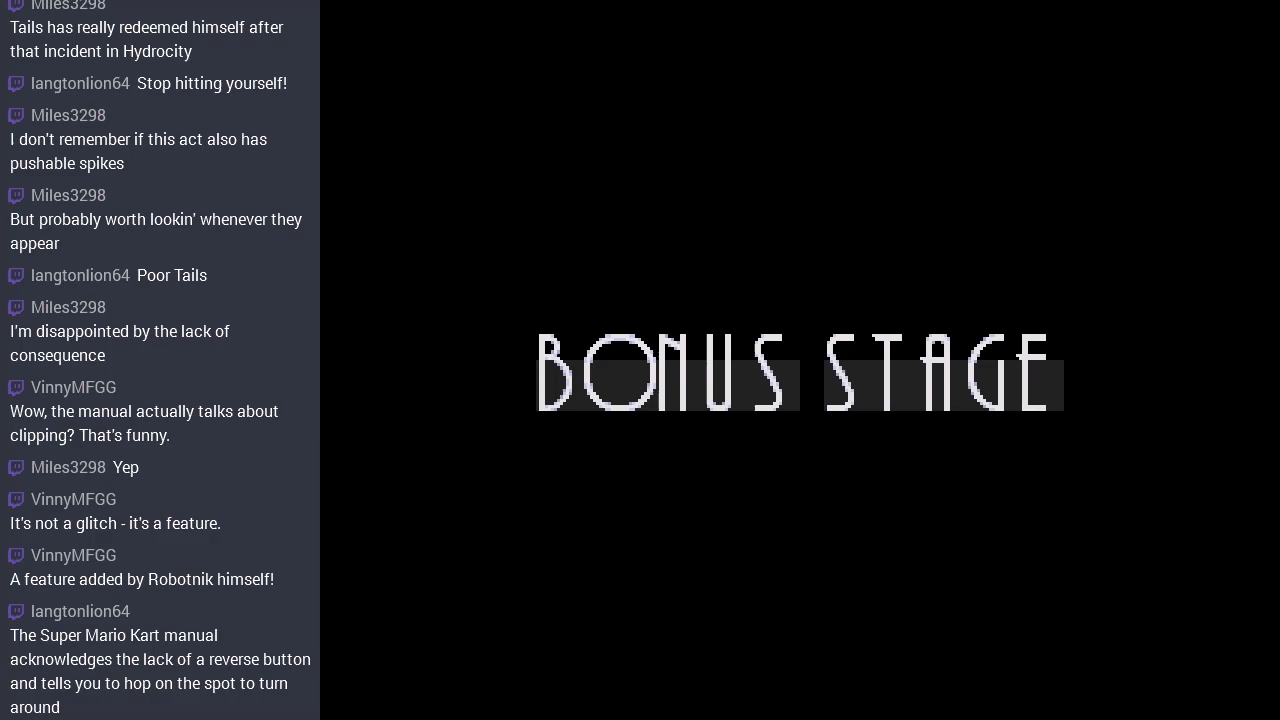 Miles3298
Tails has really redeemed himself after
that incident in Hydrocity
Iangtonlion64 Stop hitting yourself!
Miles3298
I don't remember if this act also has
pushable spikes
Miles3298
But probably worth lookin' whenever they
appear
Iangtonlion64 Poor Tails
Miles3298
I'm disappointed by the lack of
consequence
VinnyMFGG
Wow, the manual actually talks about
clipping? That's funny.
Miles3298 Yep
VinnyMFGG
It's not a glitch - it's a feature.
VinnyMFGG
A feature added by Robotnik himself!
Iangtonlion64
The Super Mario Kart manual
acknowledges the lack of a reverse button
and tells you to hop on the spot to turn
around
BONUS STAGE